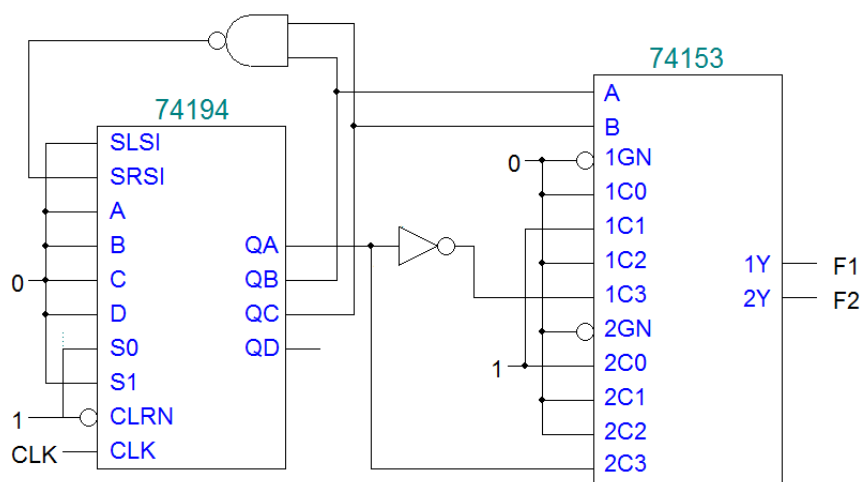 74194
SLSI
SRSI
A
B
C
D
S0
S1
CLRN
CLK
QA
QB
QC
QD
0
1
CLK
74153
A
B
1GN
1C0
1C1
1C2
1C3
2GN
2C0
2C1
2C2
2C3
1Y
2Y
0
1
F1
F2